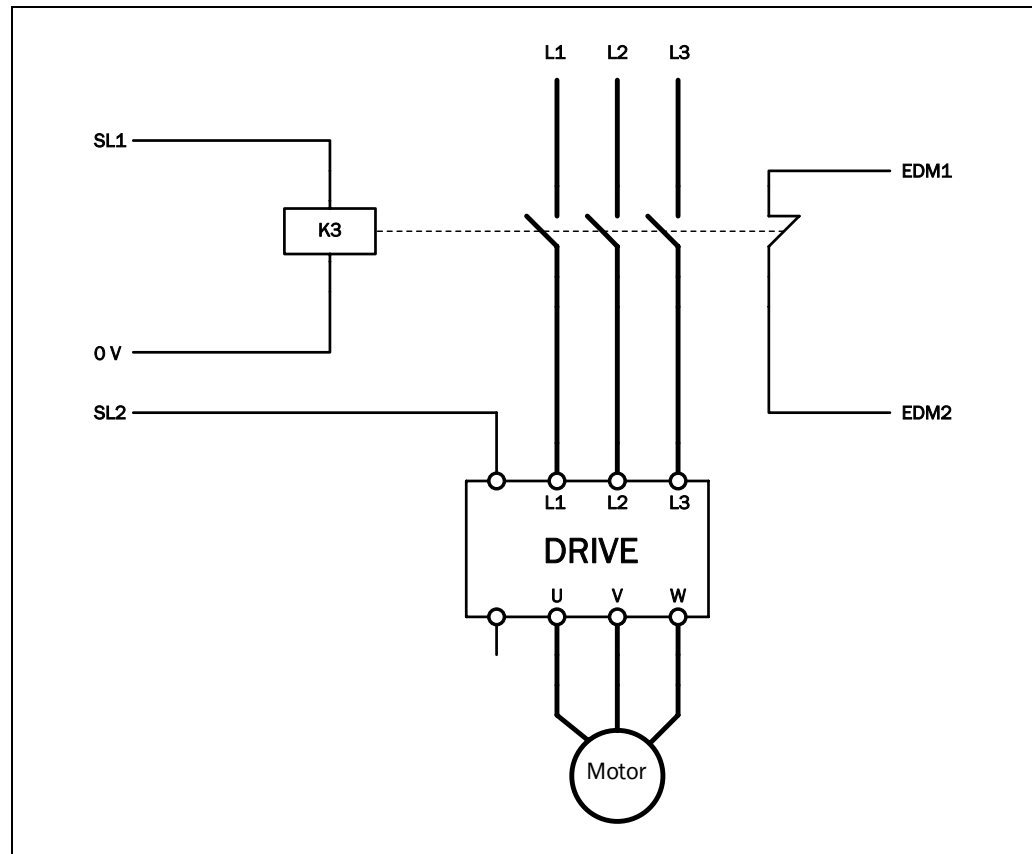 L1 L2 L3
SL1
EDM1
K3
0 V
SL2
EDM2
L1 L2 L3
DRIVE
U V W
Motor